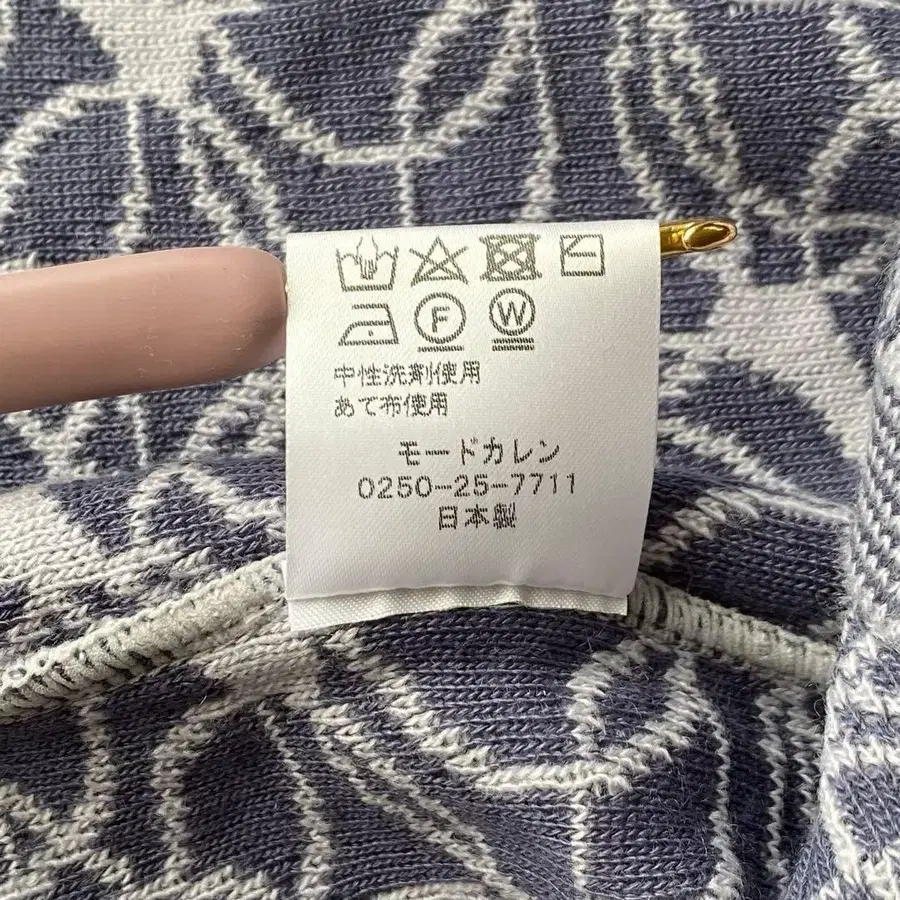 F W
中性洗剤使用
あて布使用
モードカレン
0250-25-7711
日本製